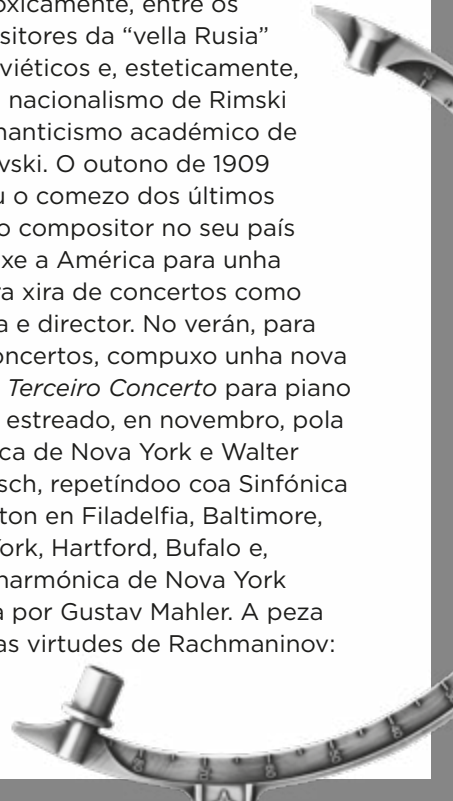 oxicamente, entre os
sitores da “vella Rusia”
viéticos e, esteticamente,
nacionalismo de Rimski
manticismo académico de
vski. O outono de 1909
u o comezo dos últimos
o compositor no seu país
xe a América para unha
a xira de concertos como
a e director. No verán, para
oncertos, compuxo unha nova
Terceiro Concerto para piano
estreado, en novembro, pola
ca de Nova York e Walter
sch, repetíndoo coa Sinfónica
ton en Filadelfia, Baltimore,
York, Hartford, Bufalo e,
harmónica de Nova York
a por Gustav Mahler. A peza
as virtudes de Rachmaninov: